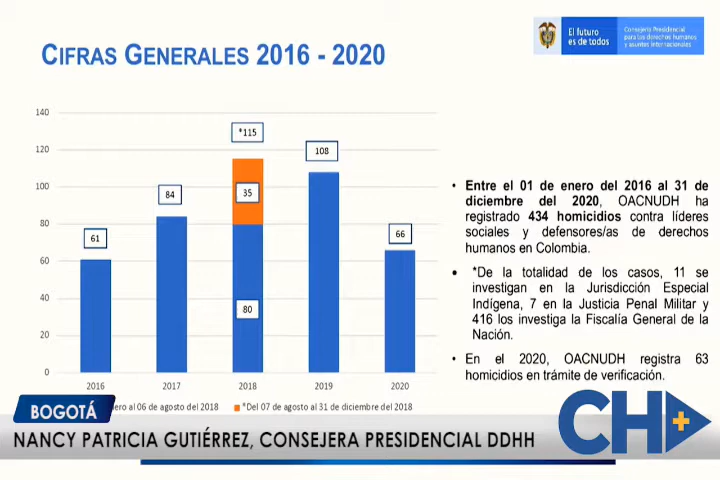 CIFRAS GENERALES 2016 - 2020
El futuro
es de todos
Consejería Presidencial
para los derechos humanos
y asuntos internacionales
140
120
100
80
60
40
20
0
61
84
*115
35
80
108
66
2016
2017
2018
2019
2020
ero al 06 de agosto del 2018
*Del 07 de agosto al 31 de diciembre del 2018
• Entre el 01 de enero del 2016 al 31 de
diciembre del 2020, OACNUDH ha
registrado 434 homicidios contra líderes
sociales y defensores/as de derechos
humanos en Colombia.
• *De la totalidad de los casos, 11 se
investigan en la Jurisdicción Especial
Indígena, 7 en la Justicia Penal Militar y
416 los investiga la Fiscalía General de la
Nación.
• En el 2020, OACNUDH registra 63
homicidios en trámite de verificación.
BOGOTÁ
NANCY PATRICIA GUTIÉRREZ, CONSEJERA PRESIDENCIAL DDHH
CH+